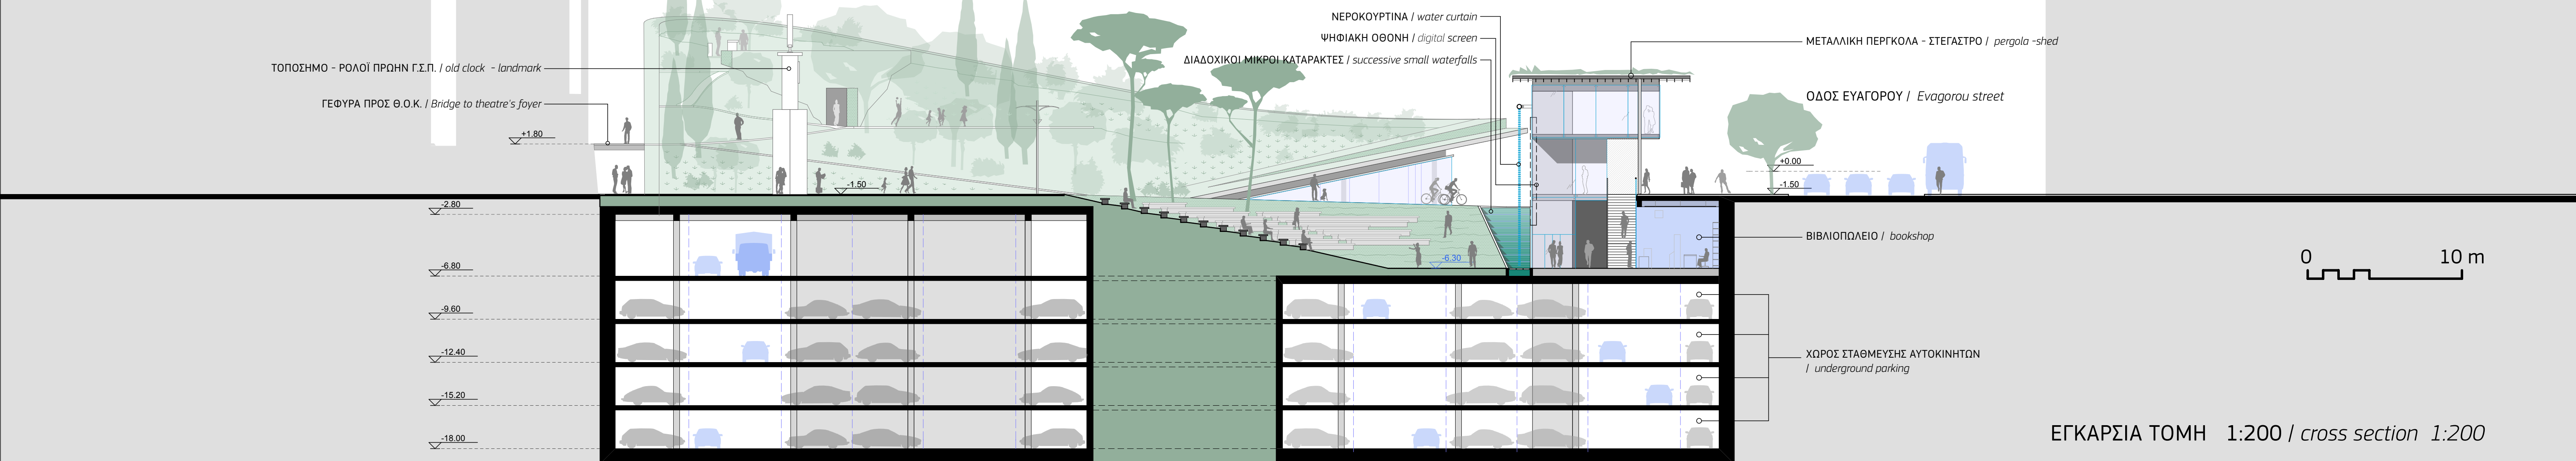 ΝΕΡΟΚΟΥΡΤΙΝΑ / water curtain
ΨΗΦΙΑΚΗ ΟΘΟΝΗ / digital screen
ΔΙΑΔΟΧΙΚΟΙ ΜΙΚΡΟΙ ΚΑΤΑΡΑΚΤΕΣ / successive small waterfalls
ΜΕΤΑΛΛΙΚΗ ΠΕΡΓΚΟΛΑ - ΣΤΕΓΑΣΤΡΟ / pergola -shed
ΤΟΠΟΣΗΜΟ - ΡΟΛΟΪ ΠΡΩΗΝ Γ.Σ.Π. / old clock - landmark
ΓΕΦΥΡΑ ΠΡΟΣ Θ.Ο.Κ. / Bridge to theatre's foyer
ΟΔΟΣ ΕΥΑΓΟΡΟΥ / Evagorou street
+1.80
+0.00
-1.50
-1.50
-2.80
-6.80
-9.60
-12.40
-15.20
-18.00
-6.30
ΒΙΒΛΙΟΠΩΛΕΙΟ / bookshop
0 10 m
ΧΩΡΟΣ ΣΤΑΘΜΕΥΣΗΣ ΑΥΤΟΚΙΝΗΤΩΝ
/ underground parking
ΕΓΚΑΡΣΙΑ ΤΟΜΗ 1:200 / cross section 1:200